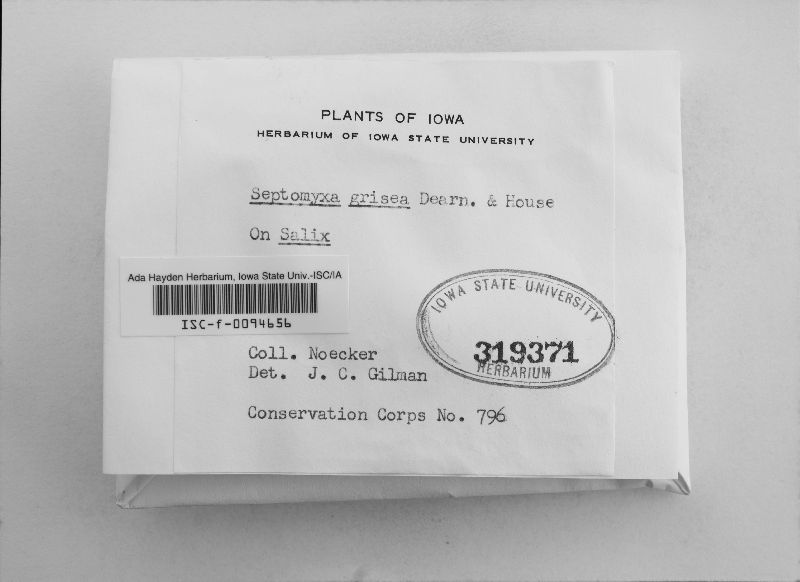 PLANTS OF IOWA
HERBARIUM OF IOWA STATE UNIVERSITY
Septomyxa grisea Dearn. & House
On Salix
Ada Hayden Herbarium, Iowa State Univ.-ISC/IA
ISC-f-0094656
IOWA STATE UNIVERSITY
319371
HERBARIUM
Coll. Noecker
Det. J. C. Gilman
Conservation Corps No. 796